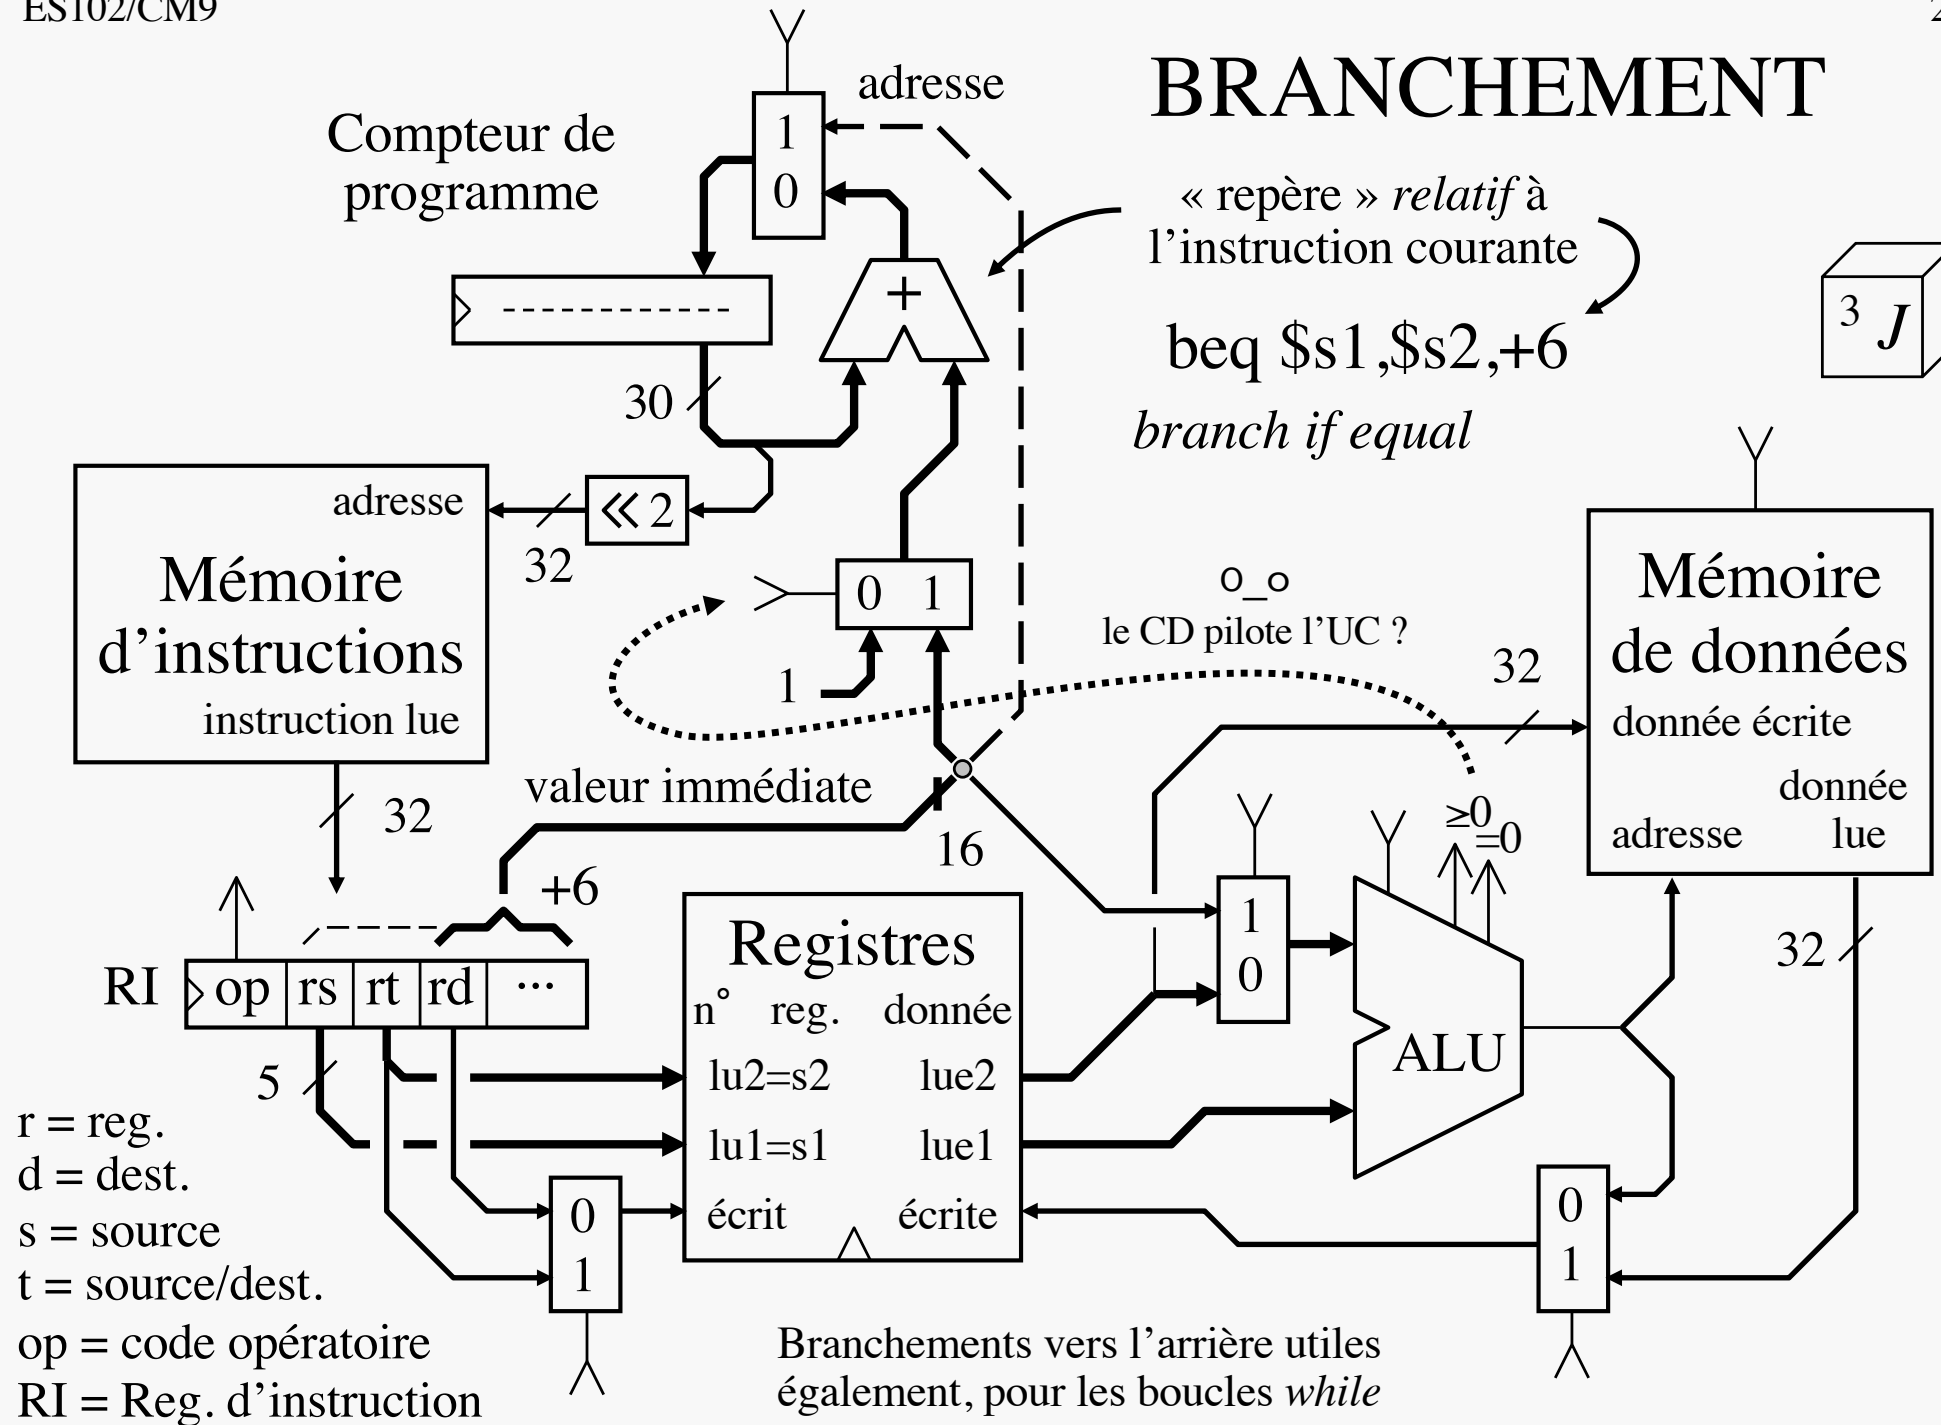 ES102/CM9
2
BRANCHEMENT
adresse
1
0
Compteur de
programme
« repère » relatif à
l’instruction courante
+
3 J
beq $s1,$s2,+6
branch if equal
30
adresse
<< 2
32
Mémoire
d’instructions
instruction lue
0 1
1
o_o
le CD pilote l’UC ?
32
Mémoire
de données
donnée écrite
donnée
lue
adresse
valeur immédiate
32
16
+6
≥0
=0
RI
op rs rt rd ...
Registres
n° reg. donnée
lu2=s2 lue2
lu1=s1 lue1
écrit écrite
1
0
ALU
32
5
0
1
0
1
r = reg.
d = dest.
s = source
t = source/dest.
op = code opératoire
RI = Reg. d’instruction
Branchements vers l’arrière utiles
également, pour les boucles while